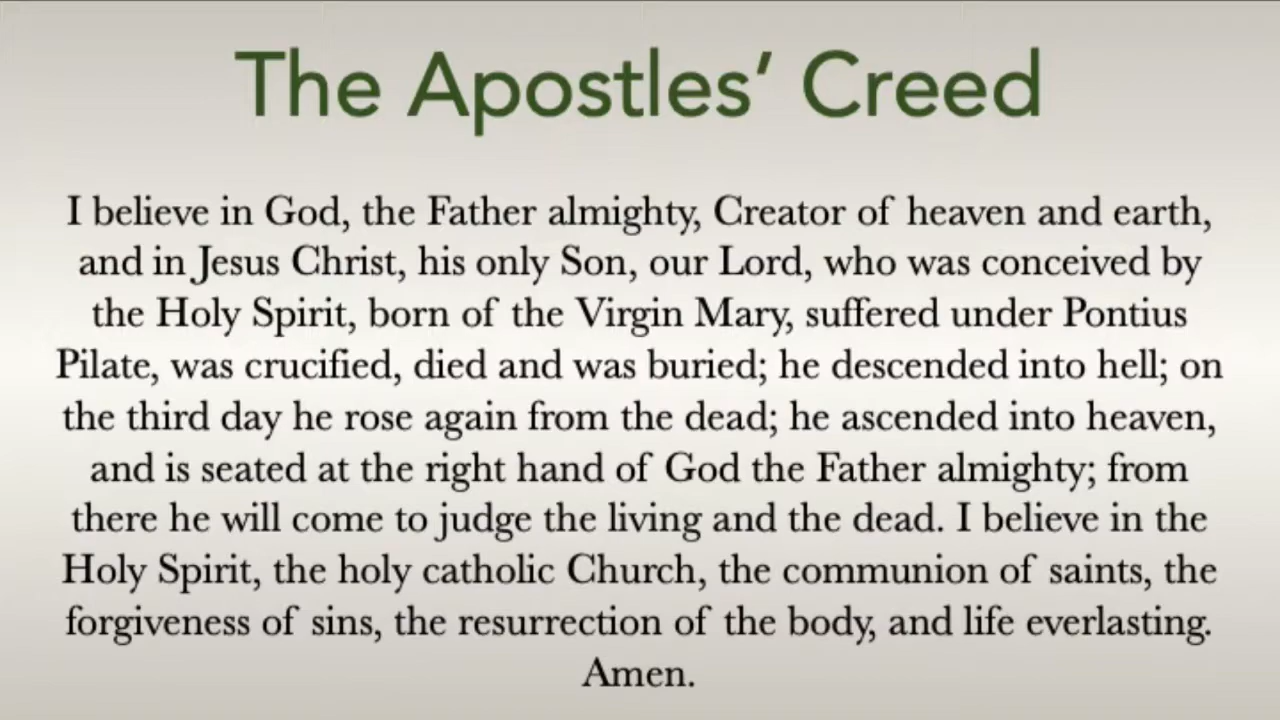 The Apostles’ Creed
I believe in God, the Father almighty, Creator of heaven and earth,
and in Jesus Christ, his only Son, our Lord, who was conceived by
the Holy Spirit, born of the Virgin Mary, suffered under Pontius
Pilate, was crucified, died and was buried; he descended into hell; on
the third day he rose again from the dead; he ascended into heaven,
and is seated at the right hand of God the Father almighty; from
there he will come to judge the living and the dead. I believe in the
Holy Spirit, the holy catholic Church, the communion of saints, the
forgiveness of sins, the resurrection of the body, and life everlasting.
Amen.